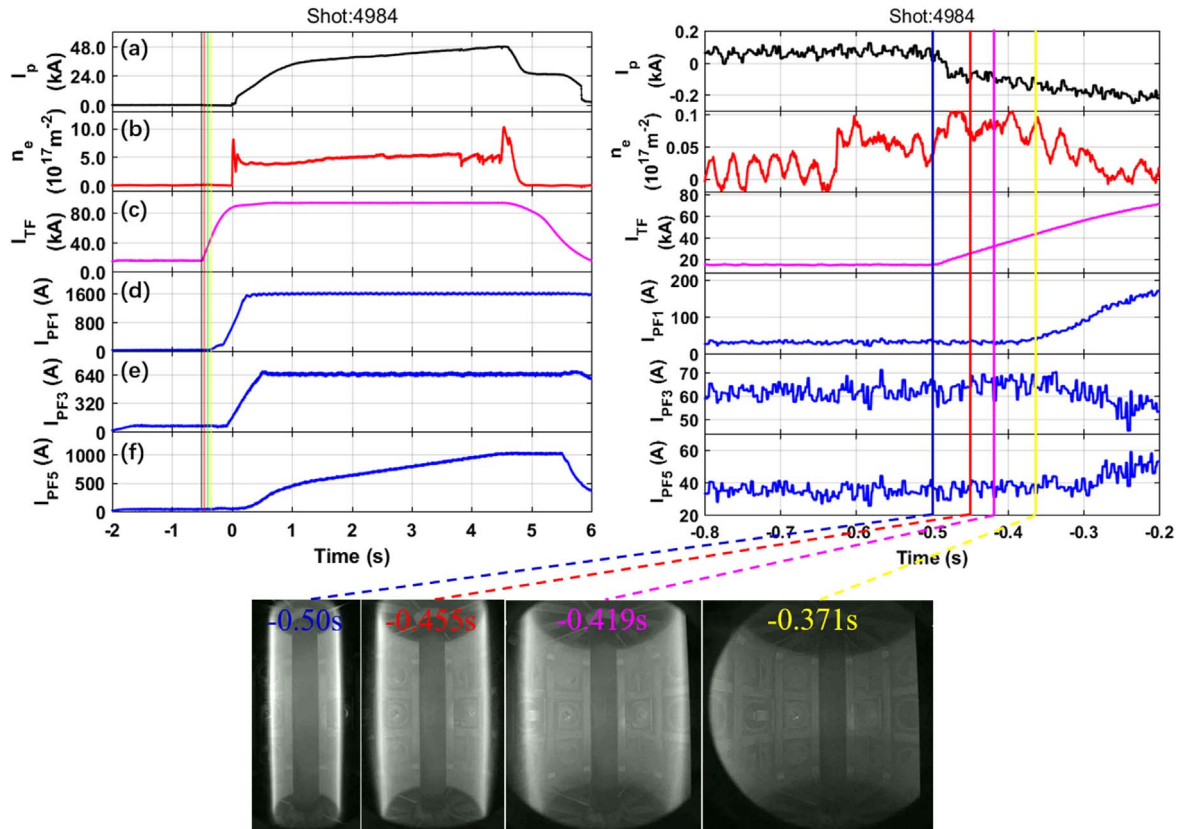 Shot:4984
(a)
I_p (kA)
48.0
24.0
0.0
(b)
n_e (10^17 m^-2)
10.0
5.0
0.0
(c)
I_TF (kA)
80.0
40.0
0.0
(d)
I_PF1 (A)
1600
800
0
(e)
I_PF3 (A)
640
320
0
(f)
I_PF5 (A)
1000
500
0
-2 -1 0 1 2 3 4 5 6
Time (s)
Shot:4984
I_p (kA)
0.2
0
-0.2
n_e (10^17 m^-2)
0.1
0.05
0
I_TF (kA)
80
60
40
20
I_PF1 (A)
200
100
0
I_PF3 (A)
70
60
50
I_PF5 (A)
60
40
20
-0.8 -0.7 -0.6 -0.5 -0.4 -0.3 -0.2
Time (s)
-0.50s -0.455s -0.419s -0.371s